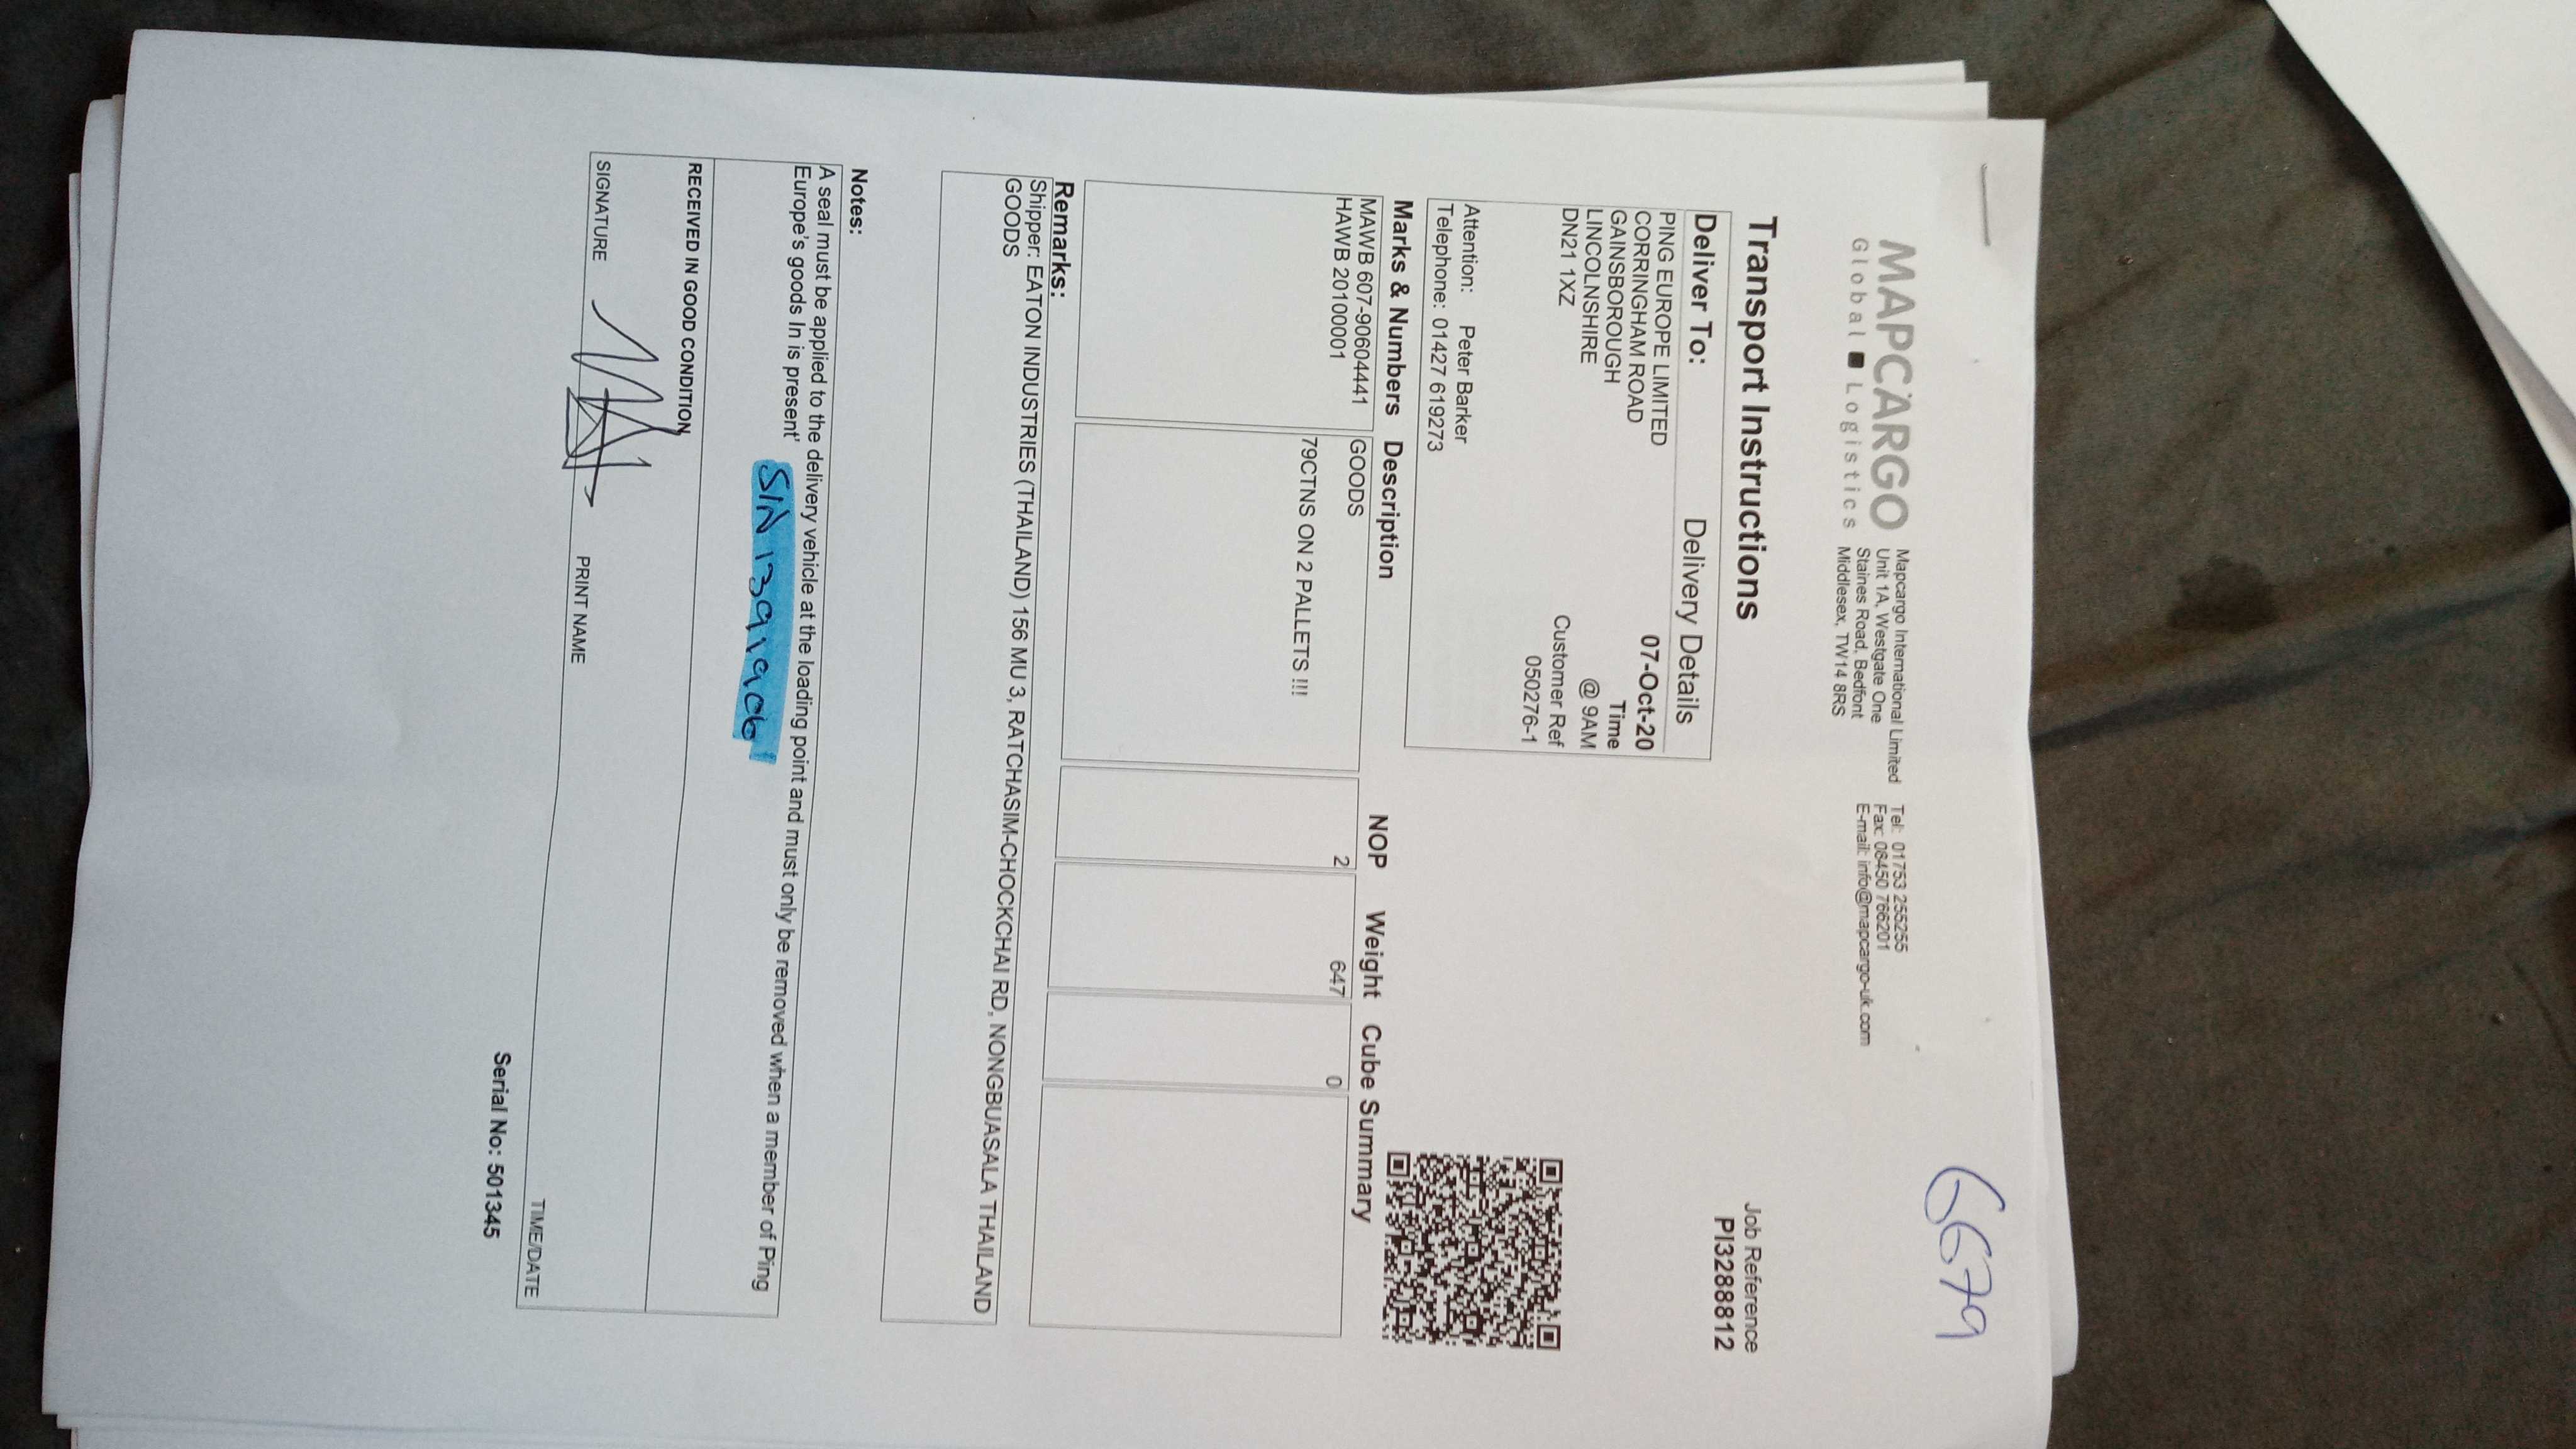 6679
MAPCARGO
Global Logistics
Mapcargo International Limited
Unit 1A, Westgate One
Staines Road, Bedfont
Middlesex, TW14 8RS
Tel: 01753 255255
Fax: 08450 766201
E-mail: info@mapcargo-uk.com
Transport Instructions
Job Reference
PI3288812
Deliver To:
Delivery Details
PING EUROPE LIMITED
CORRINGHAM ROAD
GAINSBOROUGH
LINCOLNSHIRE
DN21 1XZ
07-Oct-20
Time
@ 9AM
Customer Ref
050276-1
Attention: Peter Barker
Telephone: 01427 619273
Marks & Numbers Description NOP Weight Cube Summary
MAWB 607-90604441 GOODS 2 647 0
HAWB 20100001
79CTNS ON 2 PALLETS !!!
Remarks:
Shipper: EATON INDUSTRIES (THAILAND) 156 MU 3, RATCHASIM-CHOCKCHAI RD, NONGBUASALA THAILAND
GOODS
Notes:
A seal must be applied to the delivery vehicle at the loading point and must only be removed when a member of Ping
Europe's goods In is present'
RECEIVED IN GOOD CONDITION
SIGNATURE PRINT NAME TIME/DATE
Serial No: 501345